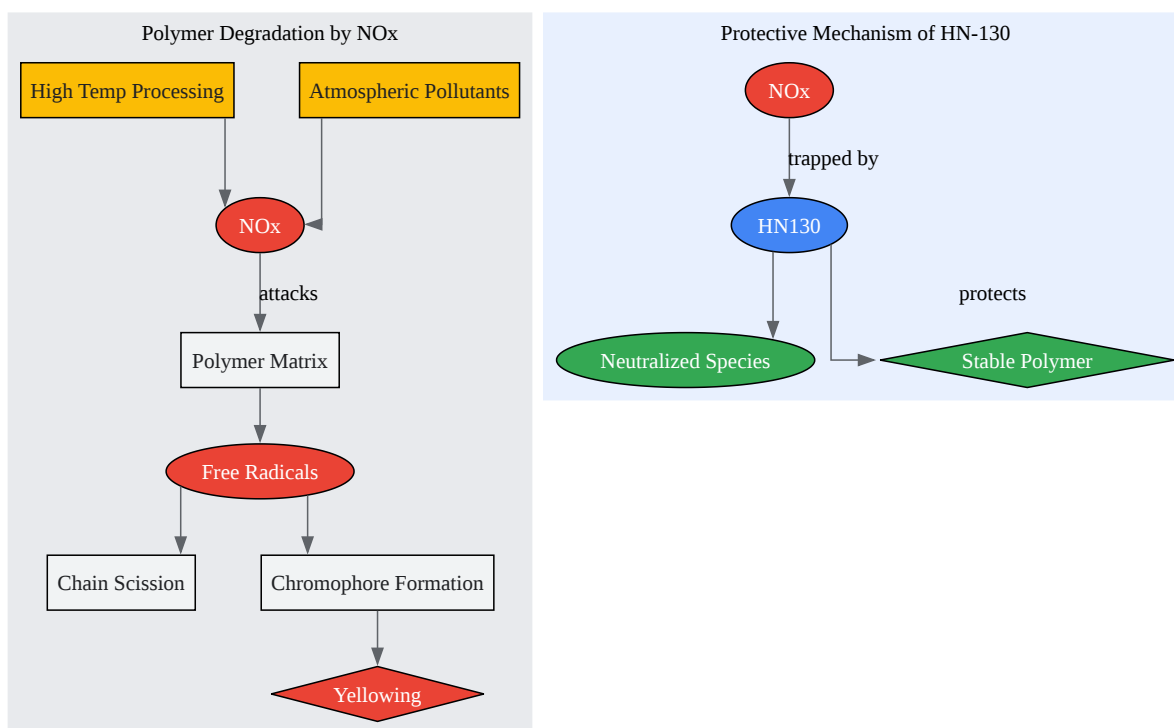 Polymer Degradation by NOx
High Temp Processing
Atmospheric Pollutants
NOx
attacks
Polymer Matrix
Free Radicals
Chain Scission
Chromophore Formation
Yellowing
Protective Mechanism of HN-130
NOx
trapped by
HN130
protects
Neutralized Species
Stable Polymer